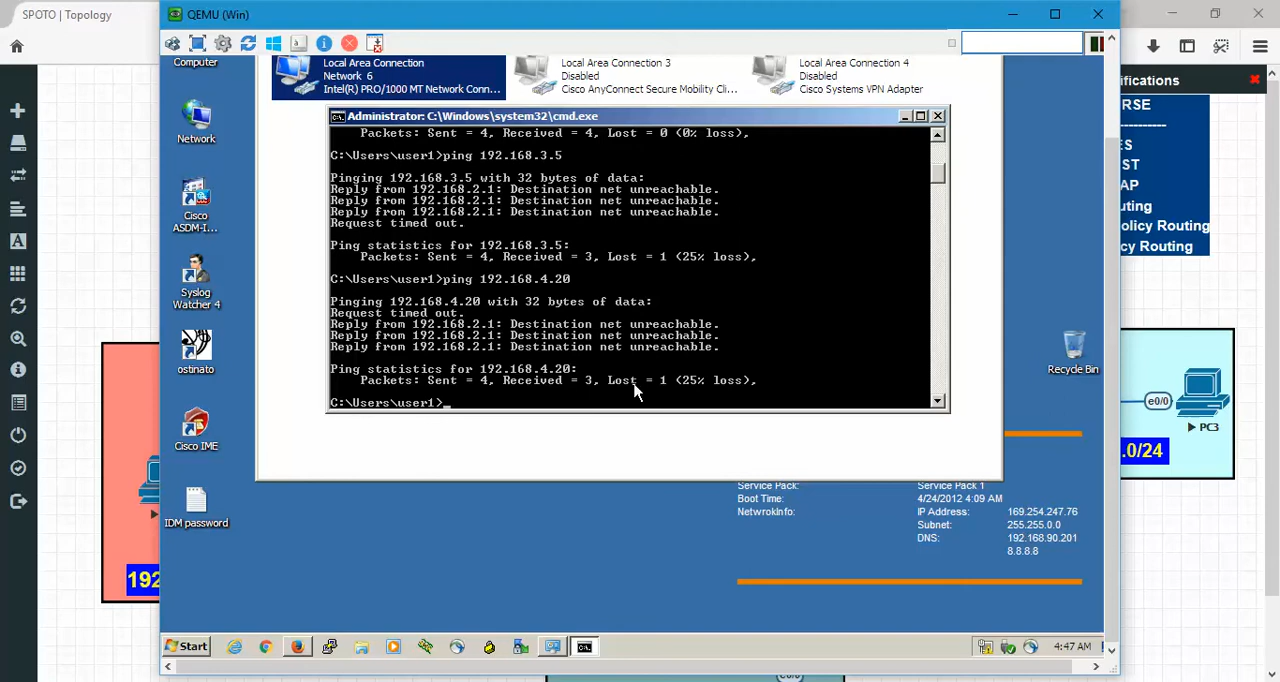 SPOTO | Topology
QEMU (Win)
ifications
RSE
ES
ST
AP
uting
olicy Routing
cy Routing
Computer
Network
Cisco
ASDM-I...
Syslog
Watcher 4
ostinato
Cisco IME
IDM password
Local Area Connection
Network 6
Intel(R) PRO/1000 MT Network Conn...
Local Area Connection 3
Disabled
Cisco AnyConnect Secure Mobility Cli...
Local Area Connection 4
Disabled
Cisco Systems VPN Adapter
Administrator: C:\Windows\system32\cmd.exe
Packets: Sent = 4, Received = 4, Lost = 0 (0% loss),
C:\Users\user1>ping 192.168.3.5
Pinging 192.168.3.5 with 32 bytes of data:
Reply from 192.168.2.1: Destination net unreachable.
Reply from 192.168.2.1: Destination net unreachable.
Reply from 192.168.2.1: Destination net unreachable.
Request timed out.
Ping statistics for 192.168.3.5:
Packets: Sent = 4, Received = 3, Lost = 1 (25% loss),
C:\Users\user1>ping 192.168.4.20
Pinging 192.168.4.20 with 32 bytes of data:
Request timed out.
Reply from 192.168.2.1: Destination net unreachable.
Reply from 192.168.2.1: Destination net unreachable.
Reply from 192.168.2.1: Destination net unreachable.
Ping statistics for 192.168.4.20:
Packets: Sent = 4, Received = 3, Lost = 1 (25% loss),
C:\Users\user1>_
Recycle Bin
e0/0
PC3
.0/24
192
Service Pack: Service Pack 1
Boot Time: 4/24/2012 4:09 AM
NetwrokInfo: IP Address: 169.254.247.76
Subnet: 255.255.0.0
DNS: 192.168.90.201
8.8.8.8
Start
4:47 AM